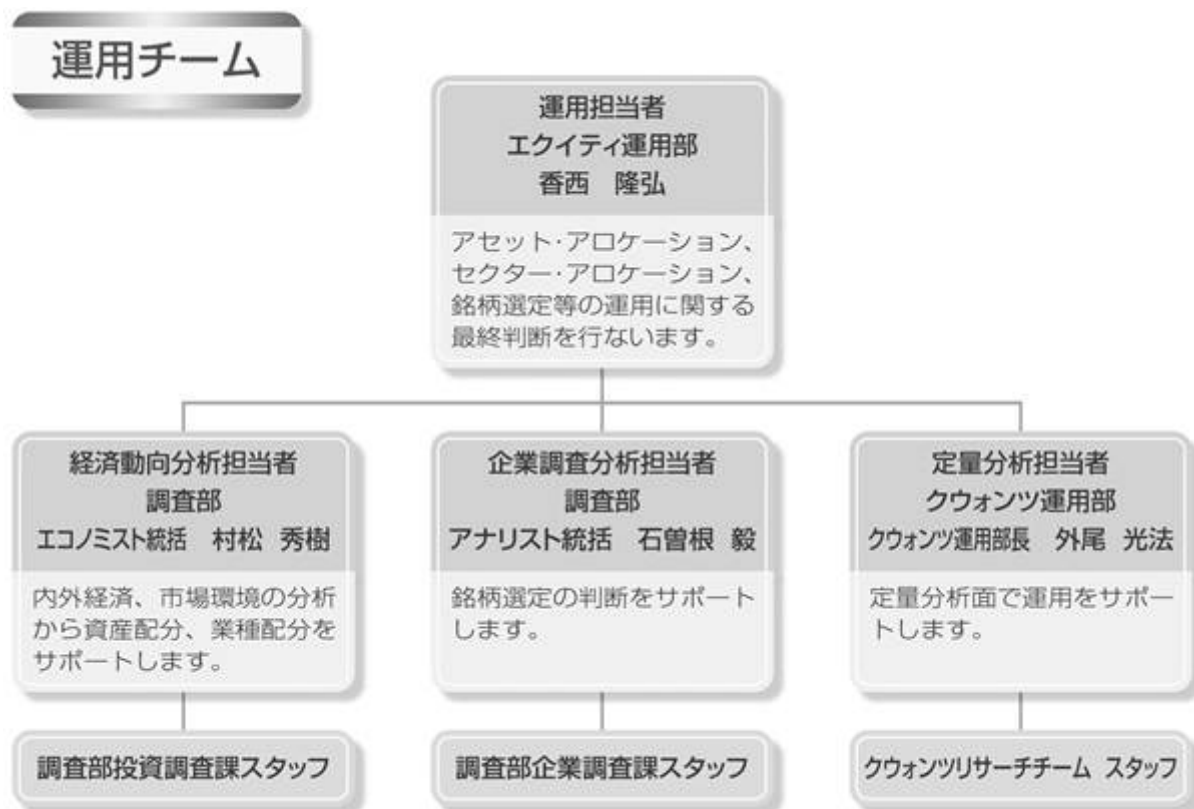 運用チーム
運用担当者
エクイティ運用部
香西　隆弘
アセット・アロケーション、
セクター・アロケーション、
銘柄選定等の運用に関する
最終判断を行ないます。
経済動向分析担当者
調査部
エコノミスト統括　村松 秀樹
内外経済、市場環境の分析
から資産配分、業種配分を
サポートします。
調査部投資調査課スタッフ
企業調査分析担当者
調査部
アナリスト統括　石曽根 毅
銘柄選定の判断をサポート
します。
調査部企業調査課スタッフ
定量分析担当者
クウォンツ運用部
クウォンツ運用部長　外尾 光法
定量分析面で運用をサポー
トします。
クウォンツリサーチチーム スタッフ